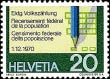 Eidg. Volkszählung
Recensement fédéral
de la population
Censimento federale
della popolazione
1.12.1970
HELVETIA 20